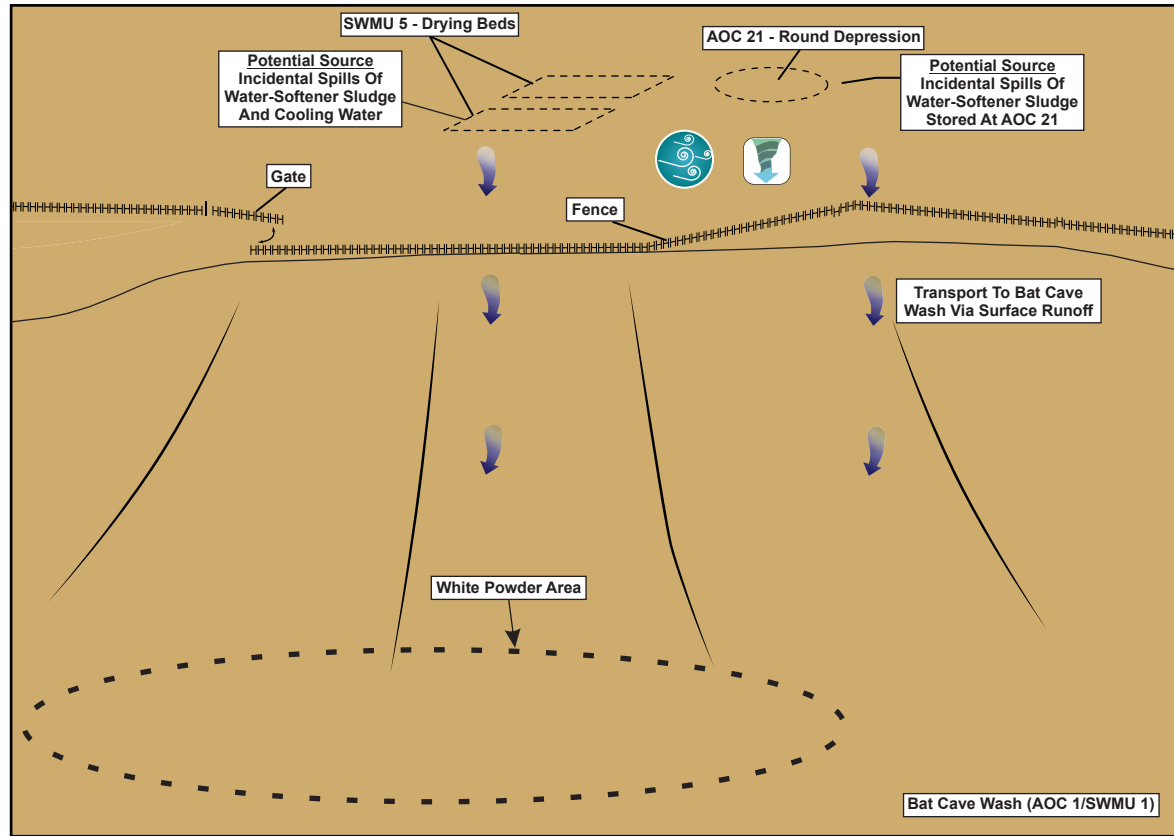 SWMU 5 - Drying Beds
AOC 21 - Round Depression
Potential Source
Incidental Spills Of
Water-Softener Sludge
And Cooling Water
Potential Source
Incidental Spills Of
Water-Softener Sludge
Stored At AOC 21
Gate
Fence
Transport To Bat Cave
Wash Via Surface Runoff
White Powder Area
Bat Cave Wash (AOC 1/SWMU 1)